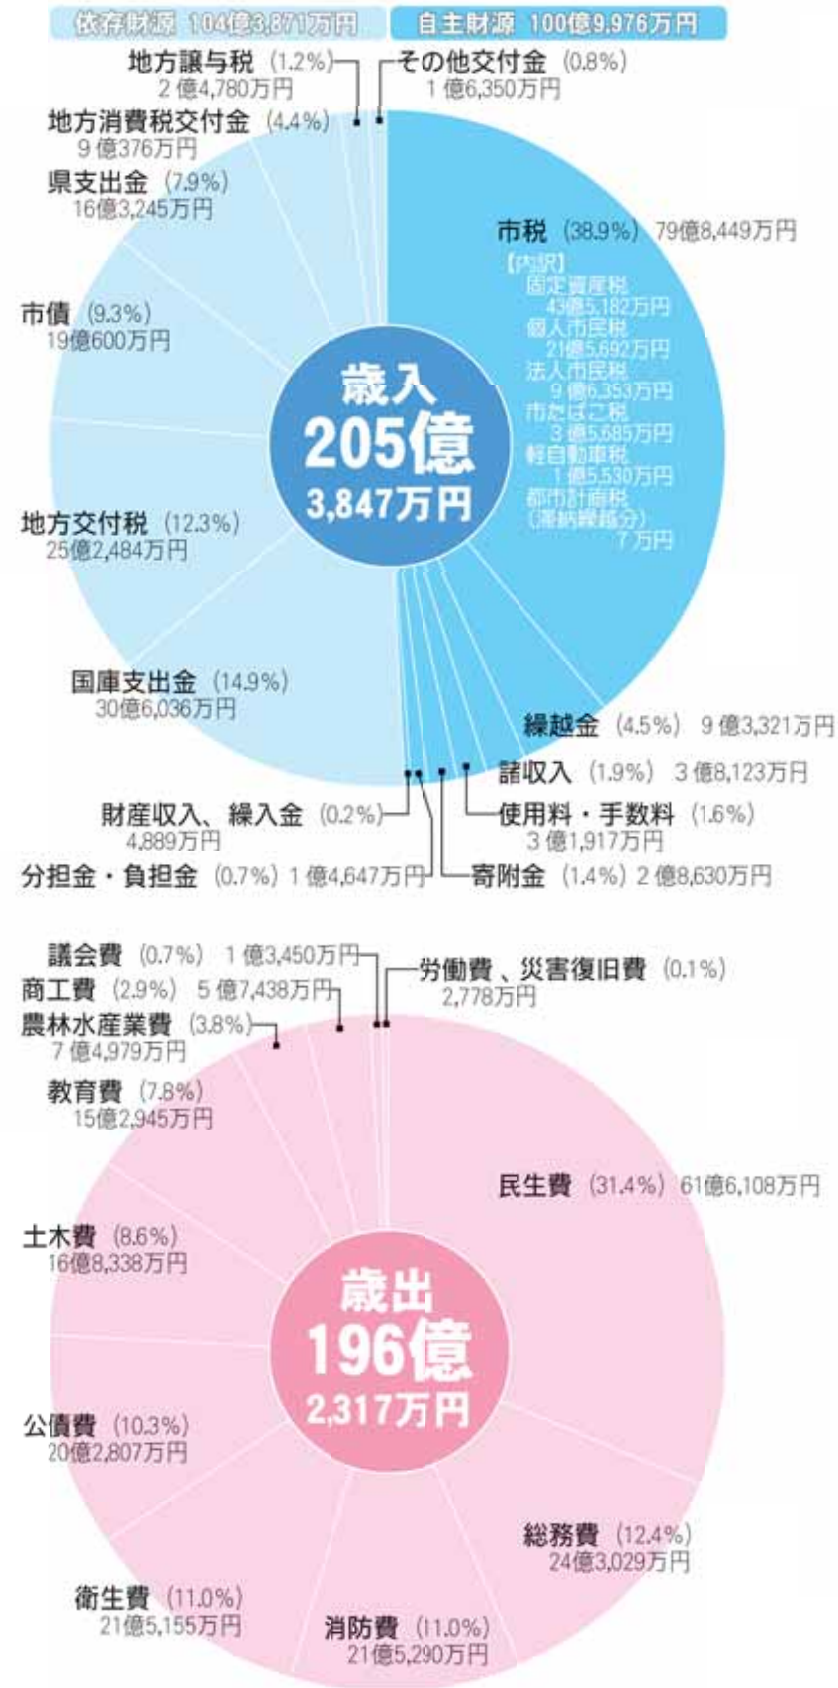 依存財源 104億3,871万円
自主財源 100億9,976万円
地方譲与税（1.2%）
2億4,780万円
その他交付金（0.8%）
1億6,350万円
地方消費税交付金（4.4%）
9億376万円
県支出金（7.9%）
16億3,245万円
市税（38.9%）79億8,449万円
【内訳】
固定資産税
43億5,182万円
個人市民税
21億5,692万円
法人市民税
9億6,353万円
市たばこ税
3億5,685万円
軽自動車税
1億5,530万円
都市計画税
（滞納繰越分）
7万円
市債（9.3%）
19億600万円
歳入
205億
3,847万円
地方交付税（12.3%）
25億2,484万円
国庫支出金（14.9%）
30億6,036万円
繰越金（4.5%）9億3,321万円
諸収入（1.9%）3億8,123万円
財産収入、繰入金（0.2%）
4,889万円
使用料・手数料（1.6%）
3億1,917万円
分担金・負担金（0.7%）1億4,647万円
寄附金（1.4%）2億8,630万円
議会費（0.7%）1億3,450万円
労働費、災害復旧費（0.1%）
2,778万円
商工費（2.9%）5億7,438万円
農林水産業費（3.8%）
7億4,979万円
教育費（7.8%）
15億2,945万円
民生費（31.4%）61億6,108万円
土木費（8.6%）
16億8,338万円
歳出
196億
2,317万円
公債費（10.3%）
20億2,807万円
総務費（12.4%）
24億3,029万円
衛生費（11.0%）
21億5,155万円
消防費（11.0%）
21億5,290万円